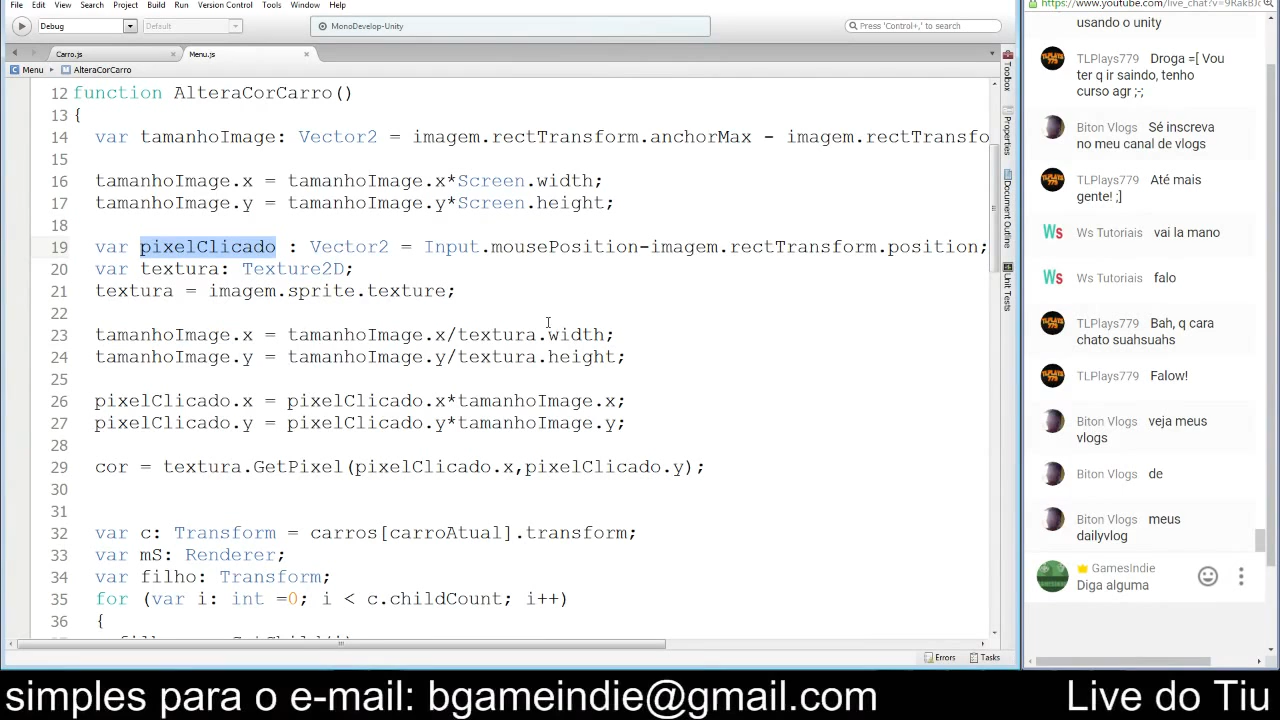 File Edit View Search Project Build Run Version Control Tools Window Help
Debug
Default
MonoDevelop-Unity
Press 'Control+,' to search
Carro.js
Menu.js
Menu
AlteraCorCarro
12 function AlteraCorCarro()
13 {
14 var tamanhoImage: Vector2 = imagem.rectTransform.anchorMax - imagem.rectTransfo
15
16 tamanhoImage.x = tamanhoImage.x*Screen.width;
17 tamanhoImage.y = tamanhoImage.y*Screen.height;
18
19 var pixelClicado : Vector2 = Input.mousePosition-imagem.rectTransform.position;
20 var textura: Texture2D;
21 textura = imagem.sprite.texture;
22
23 tamanhoImage.x = tamanhoImage.x/textura.width;
24 tamanhoImage.y = tamanhoImage.y/textura.height;
25
26 pixelClicado.x = pixelClicado.x*tamanhoImage.x;
27 pixelClicado.y = pixelClicado.y*tamanhoImage.y;
28
29 cor = textura.GetPixel(pixelClicado.x,pixelClicado.y);
30
31
32 var c: Transform = carros[carroAtual].transform;
33 var mS: Renderer;
34 var filho: Transform;
35 for (var i: int =0; i < c.childCount; i++)
36 {
Toolbox
Properties
Document Outline
Unit Tests
Errors
Tasks
usando o unity
TLPlays779 Droga =[ Vou
ter q ir saindo, tenho
curso agr ;-;
Biton Vlogs Sé inscreva
no meu canal de vlogs
TLPlays779 Até mais
gente! ;]
Ws Tutoriais vai la mano
Ws Tutoriais falo
TLPlays779 Bah, q cara
chato suahsuahs
TLPlays779 Falow!
Biton Vlogs veja meus
vlogs
Biton Vlogs de
Biton Vlogs meus
dailyvlog
GamesIndie
Diga alguma
simples para o e-mail: bgameindie@gmail.com
Live do Tiu